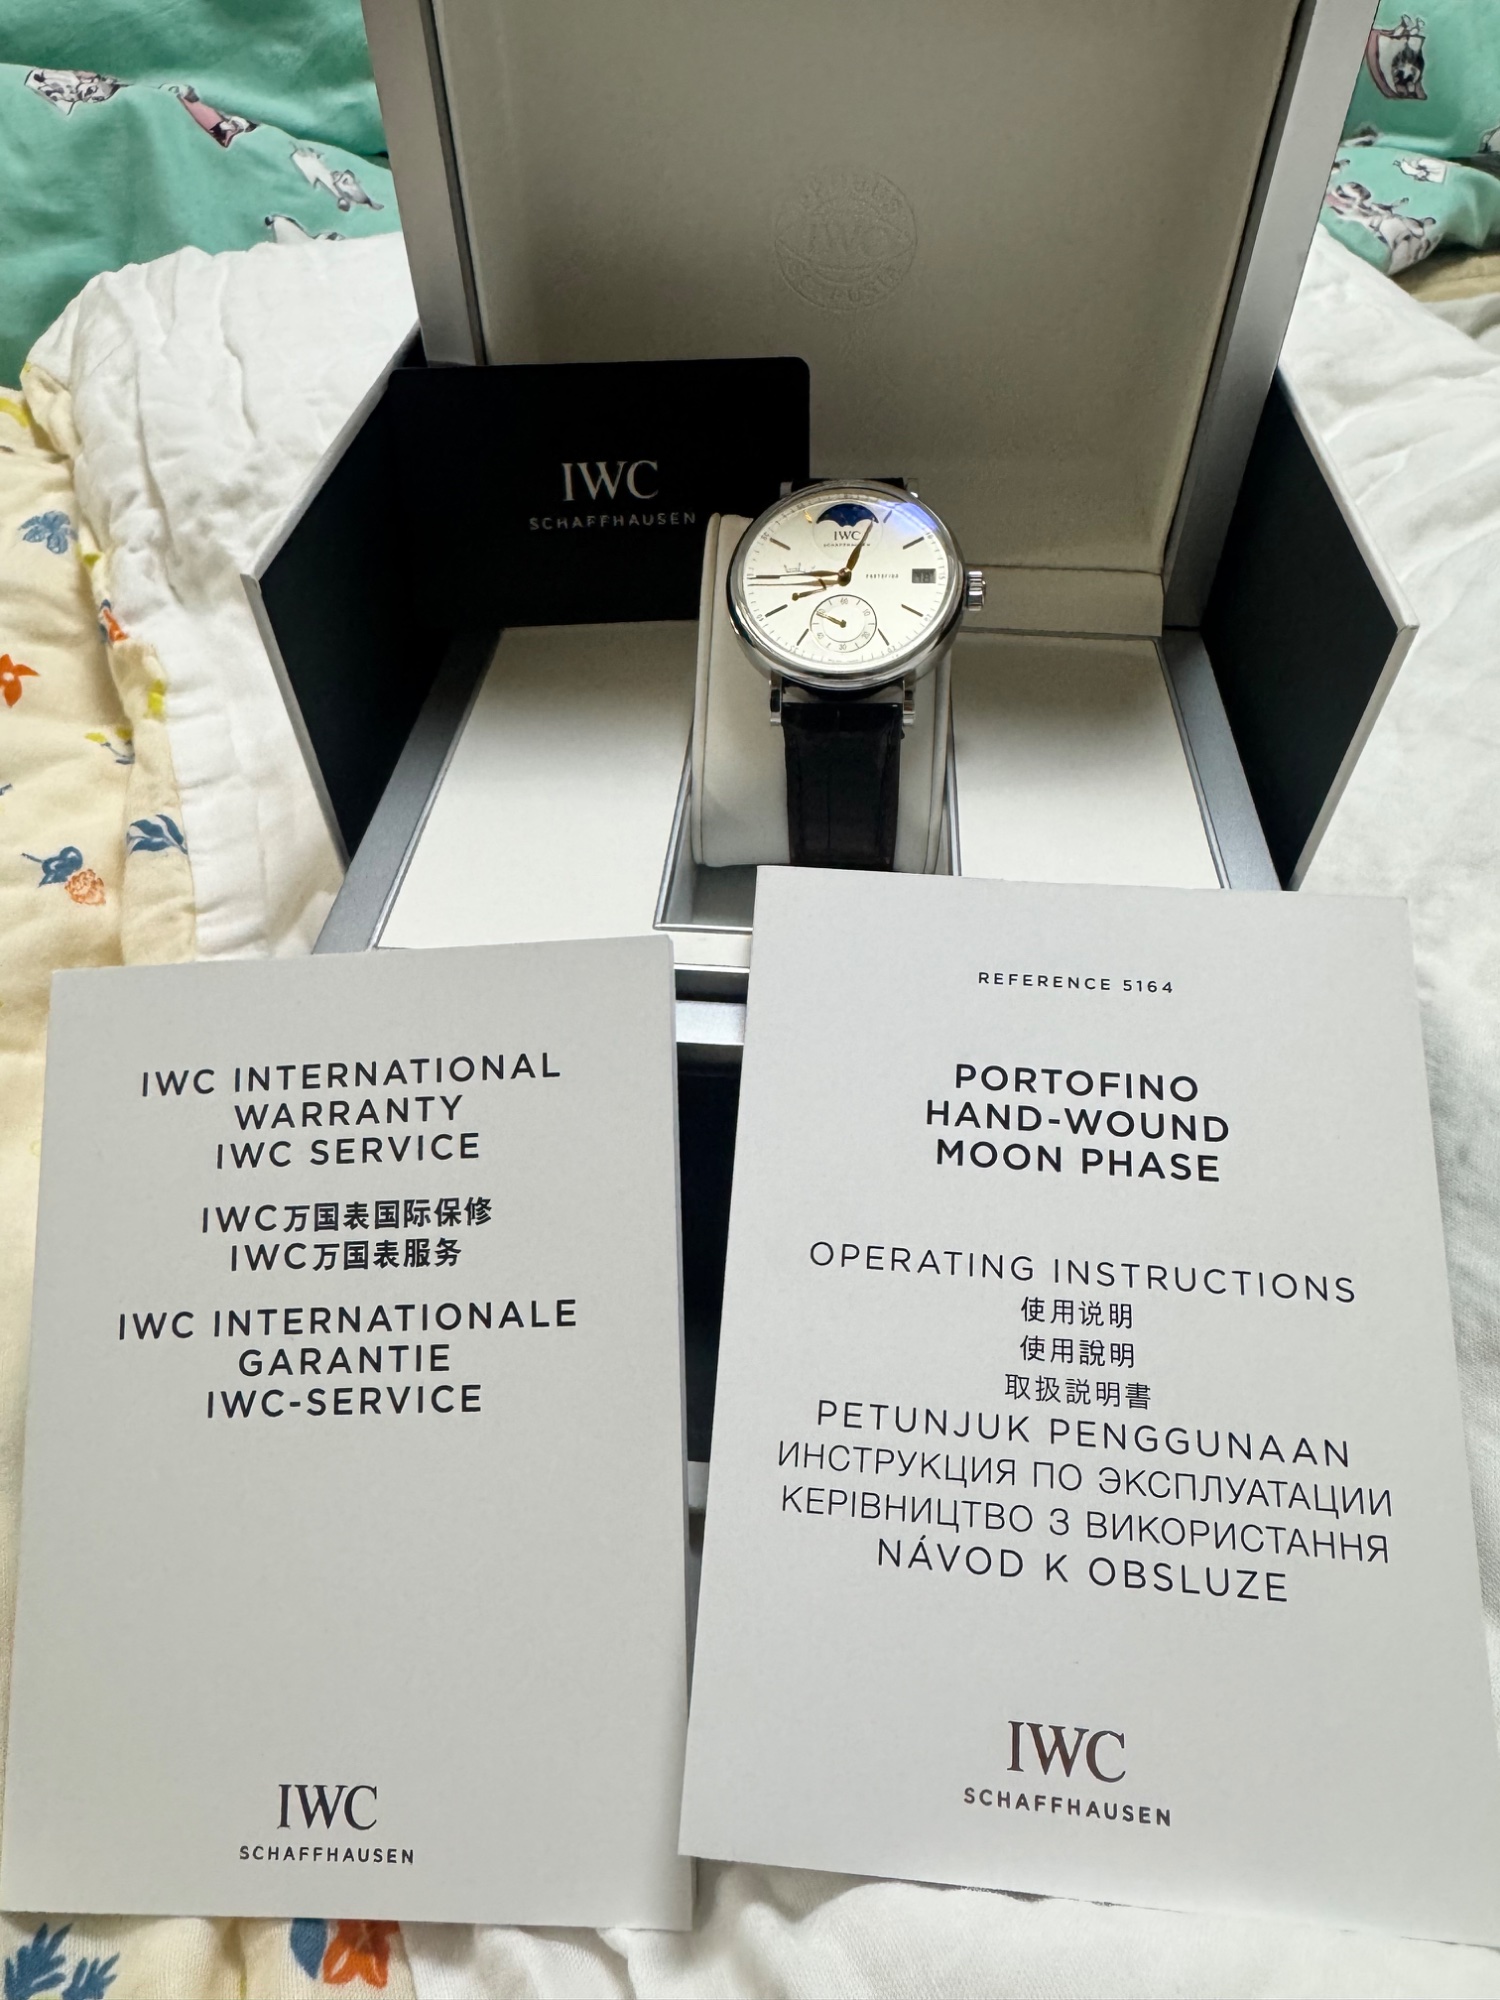 IWC
IWC
SCHAFFHAUSEN
IWC
SCHAFFHAUSEN
PORTOFINO
60
REFERENCE 5164
PORTOFINO
HAND-WOUND
MOON PHASE
OPERATING INSTRUCTIONS
使用说明
使用說明
取扱説明書
PETUNJUK PENGGUNAAN
ИНСТРУКЦИЯ ПО ЭКСПЛУАТАЦИИ
КЕРІВНИЦТВО З ВИКОРИСТАННЯ
NÁVOD K OBSLUZE
IWC
SCHAFFHAUSEN
IWC INTERNATIONAL
WARRANTY
IWC SERVICE
IWC万国表国际保修
IWC万国表服务
IWC INTERNATIONALE
GARANTIE
IWC-SERVICE
IWC
SCHAFFHAUSEN